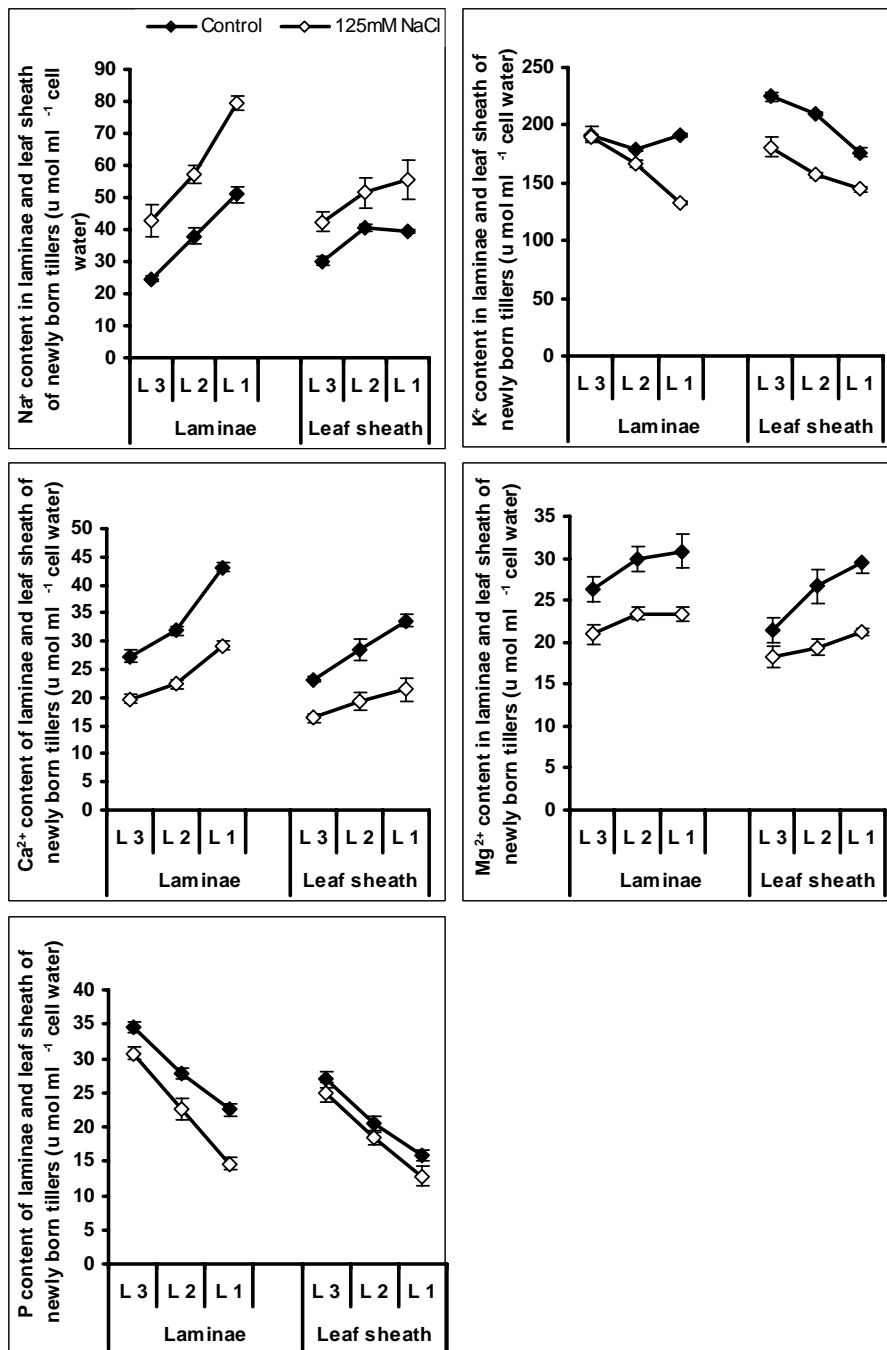 Control 125mM NaCl
Na⁺ content in laminae and leaf sheath
of newly born tillers (u mol ml ⁻¹ cell
water)
90
80
70
60
50
40
30
20
10
0
L 3 L 2 L 1 L 3 L 2 L 1
Laminae Leaf sheath
K⁺ content in laminae and leaf sheath of
newly born tillers (u mol ml ⁻¹ cell water)
250
200
150
100
50
0
L 3 L 2 L 1 L 3 L 2 L 1
Laminae Leaf sheath
Ca²⁺ content of laminae and leaf sheath of
newly born tillers (u mol ml ⁻¹ cell water)
50
45
40
35
30
25
20
15
10
5
0
L 3 L 2 L 1 L 3 L 2 L 1
Laminae Leaf sheath
Mg²⁺ content in laminae and leaf sheath of
newly born tillers (u mol ml ⁻¹ cell water)
35
30
25
20
15
10
5
0
L 3 L 2 L 1 L 3 L 2 L 1
Laminae Leaf sheath
P content of laminae and leaf sheath of
newly born tillers (u mol ml ⁻¹ cell water)
40
35
30
25
20
15
10
5
0
L 3 L 2 L 1 L 3 L 2 L 1
Laminae Leaf sheath